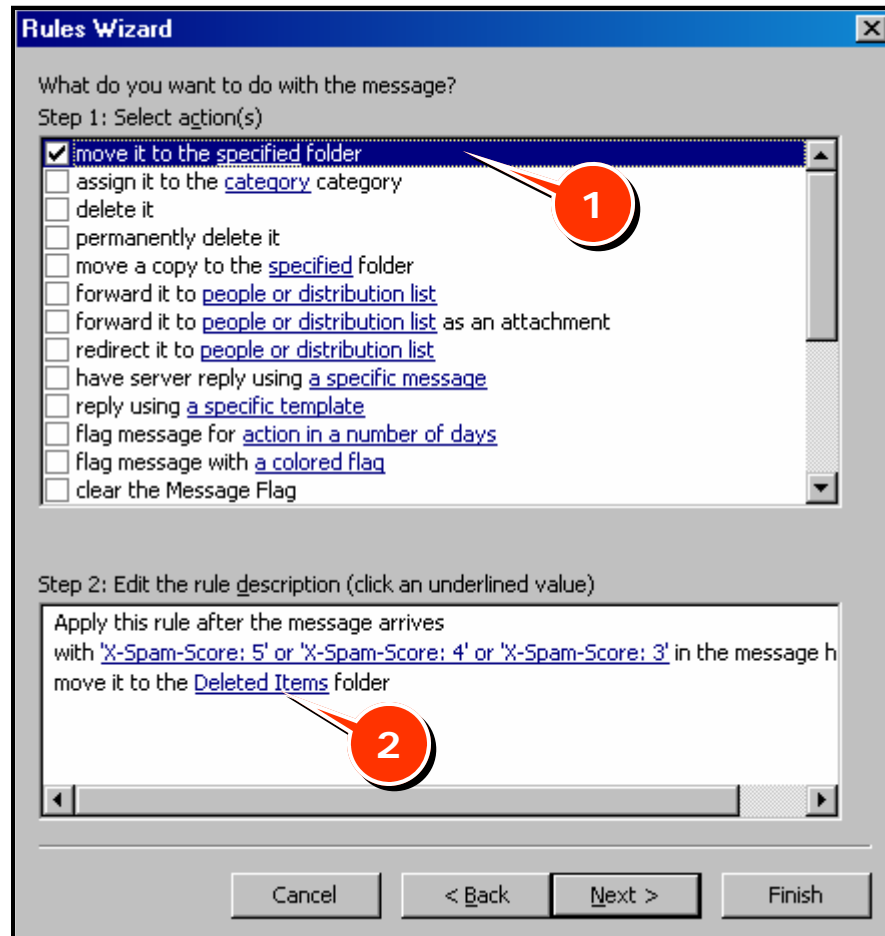 Rules Wizard
What do you want to do with the message?
Step 1: Select action(s)
move it to the specified folder
1
assign it to the category category
delete it
permanently delete it
move a copy to the specified folder
forward it to people or distribution list
forward it to people or distribution list as an attachment
redirect it to people or distribution list
have server reply using a specific message
reply using a specific template
flag message for action in a number of days
flag message with a colored flag
clear the Message Flag
Step 2: Edit the rule description (click an underlined value)
Apply this rule after the message arrives
with 'X-Spam-Score: 5' or 'X-Spam-Score: 4' or 'X-Spam-Score: 3' in the message h
move it to the Deleted Items folder
2
Cancel < Back Next > Finish